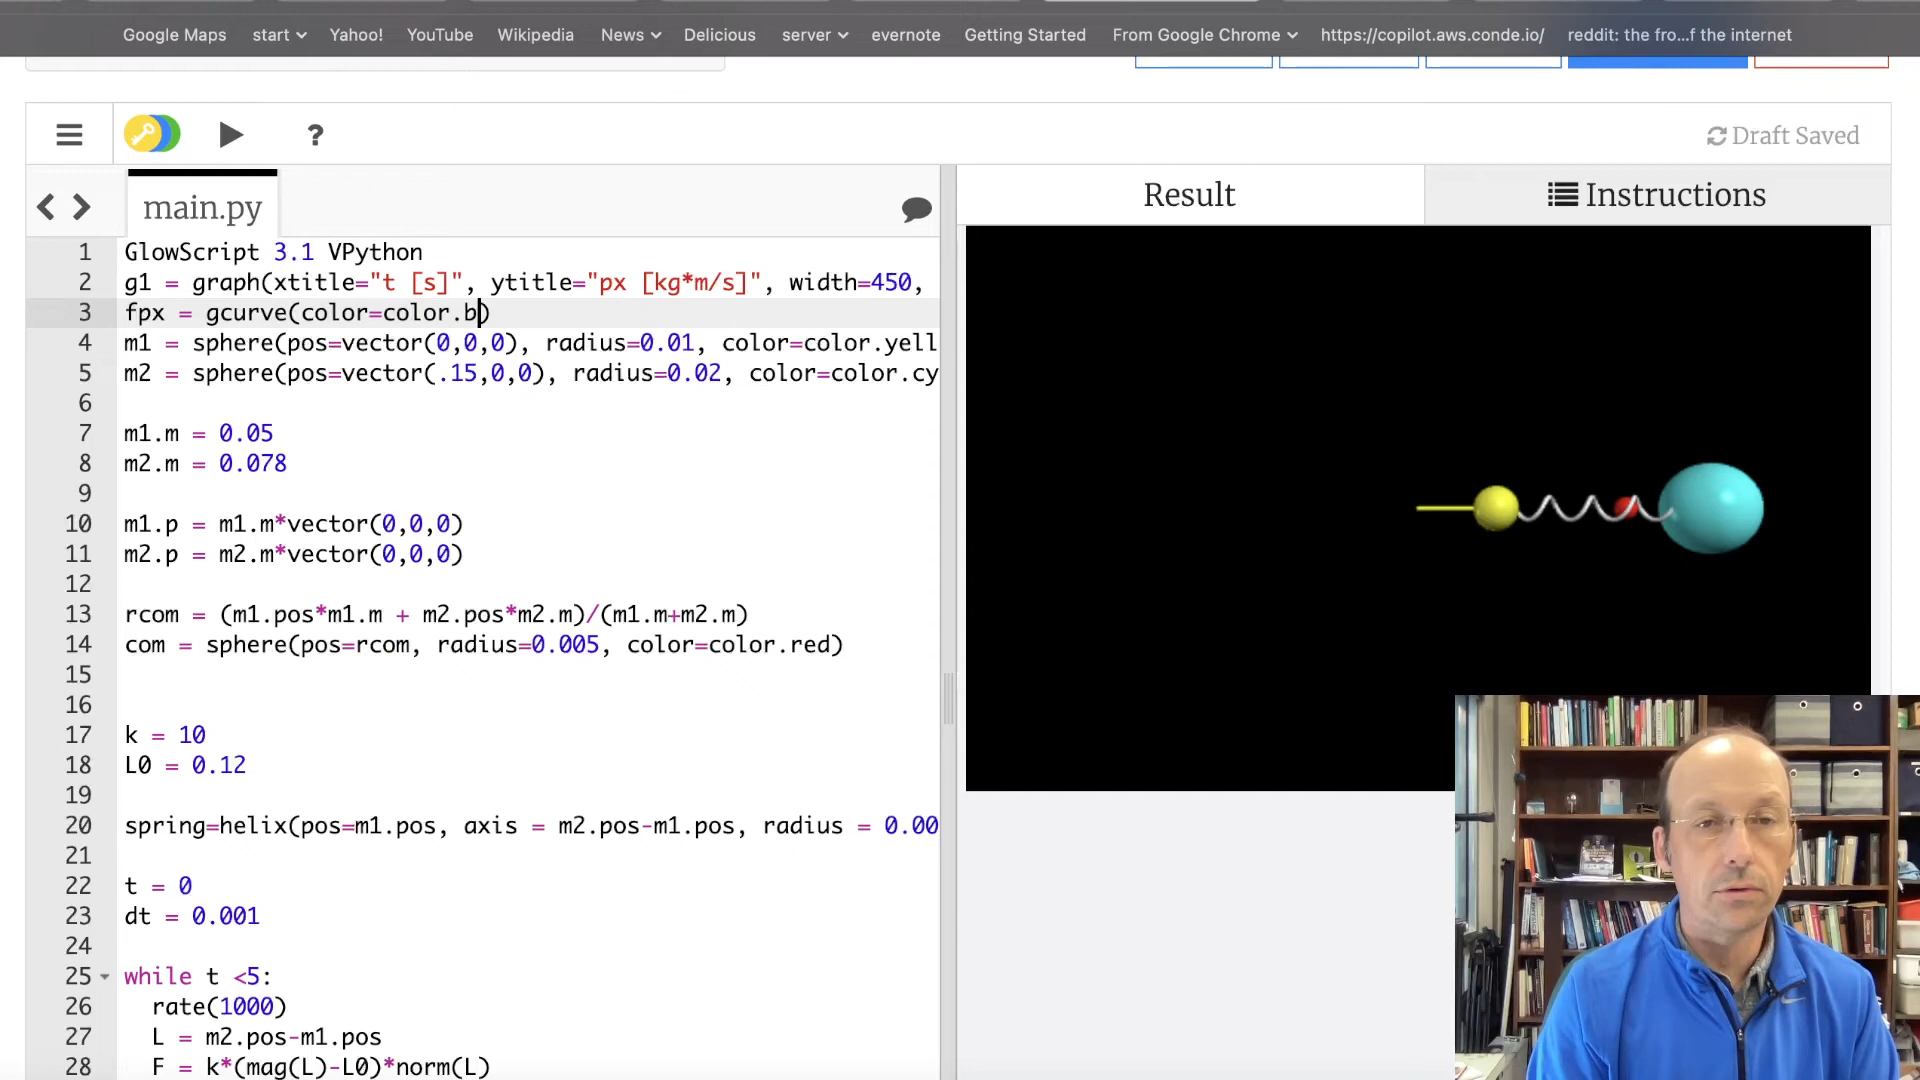 Google Maps start Yahoo! YouTube Wikipedia News Delicious server evernote Getting Started From Google Chrome https://copilot.aws.conde.io/ reddit: the fro...f the internet
? Draft Saved
main.py
Result Instructions
1 GlowScript 3.1 VPython
2 g1 = graph(xtitle="t [s]", ytitle="px [kg*m/s]", width=450,
3 fpx = gcurve(color=color.b)
4 m1 = sphere(pos=vector(0,0,0), radius=0.01, color=color.yell
5 m2 = sphere(pos=vector(.15,0,0), radius=0.02, color=color.cy
6
7 m1.m = 0.05
8 m2.m = 0.078
9
10 m1.p = m1.m*vector(0,0,0)
11 m2.p = m2.m*vector(0,0,0)
12
13 rcom = (m1.pos*m1.m + m2.pos*m2.m)/(m1.m+m2.m)
14 com = sphere(pos=rcom, radius=0.005, color=color.red)
15
16
17 k = 10
18 L0 = 0.12
19
20 spring=helix(pos=m1.pos, axis = m2.pos-m1.pos, radius = 0.00
21
22 t = 0
23 dt = 0.001
24
25 while t <5:
26 rate(1000)
27 L = m2.pos-m1.pos
28 F = k*(mag(L)-L0)*norm(L)